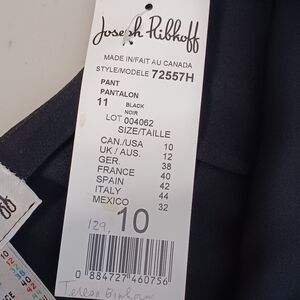 Joseph Ribkoff
MADE IN/FAIT AU CANADA
STYLE/MODELE 72557H
PANT
PANTALON
11 BLACK
NOIR
LOT 004062
SIZE/TAILLE
CAN./USA 10
UK / AUS. 12
GER. 38
FRANCE 40
SPAIN 42
ITALY 44
MEXICO 32
129. 10
0 884727 460756